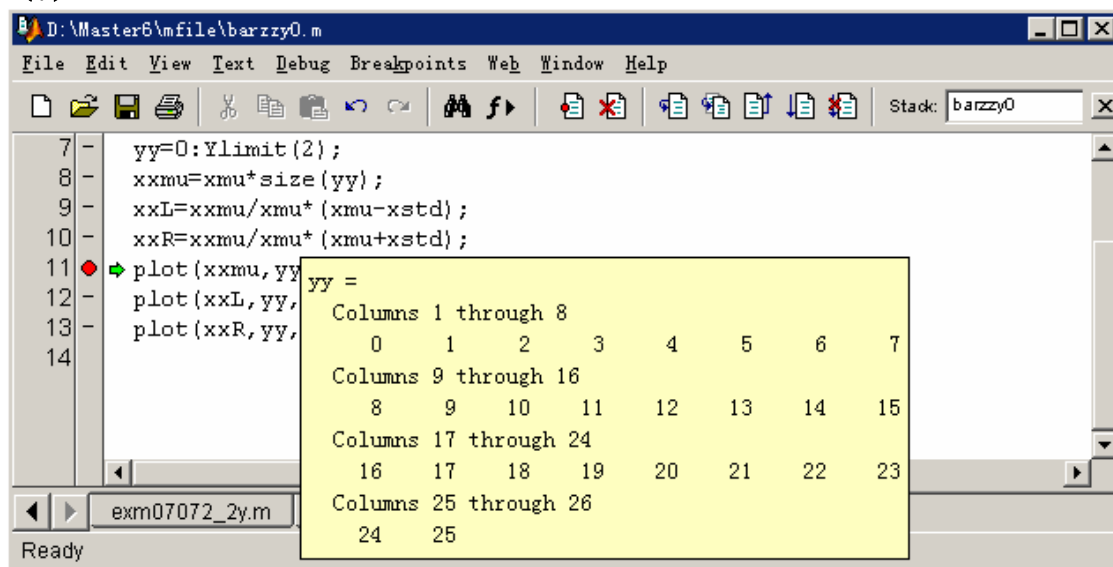 D:\Master6\mfile\barzzy0.m
File Edit View Text Debug Breakpoints Web Window Help
Stack: barzzy0
7 - yy=0:Ylimit(2);
8 - xxmu=xmu*size(yy);
9 - xxL=xxmu/xmu*(xmu-xstd);
10 - xxR=xxmu/xmu*(xmu+xstd);
11 plot(xxmu,yy
12 - plot(xxL,yy,
13 - plot(xxR,yy,
14
yy =
Columns 1 through 8
0 1 2 3 4 5 6 7
Columns 9 through 16
8 9 10 11 12 13 14 15
Columns 17 through 24
16 17 18 19 20 21 22 23
Columns 25 through 26
24 25
exm07072_2y.m
Ready